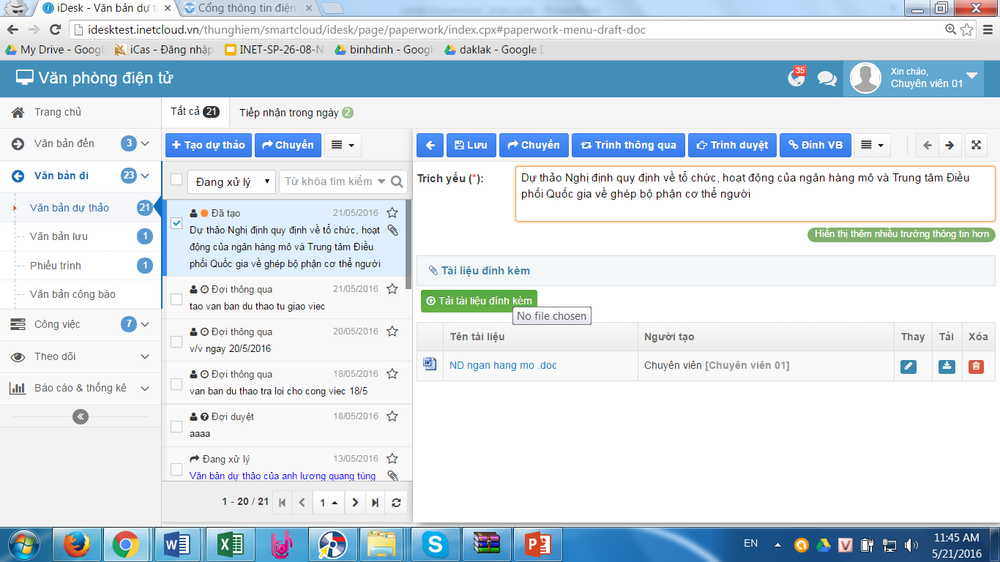 iDesk - Văn bản dự t
Cổng thông tin điện
idesktest.inetcloud.vn/thunghiem/smartcloud/idesk/page/paperwork/index.cpx#paperwork-menu-draft-doc
My Drive - Googl
iCas - Đăng nhập
INET-SP-26-08-N
binhdinh - Googl
daklak - Google D
Văn phòng điện tử
35
Xin chào,
Chuyên viên 01
Trang chủ
Văn bản đến 3
Văn bản đi 23
Văn bản dự thảo 21
Văn bản lưu 1
Phiếu trình 1
Văn bản công báo
Công việc 7
Theo dõi
Báo cáo & thống kê
Tất cả 21
Tiếp nhận trong ngày 2
Tạo dự thảo
Chuyển
Đang xử lý
Từ khóa tìm kiếm
Đã tạo 21/05/2016
Dự thảo Nghị định quy định về tổ chức, hoạt
động của ngân hàng mô và Trung tâm Điều
phối Quốc gia về ghép bộ phận cơ thể người
Đợi thông qua 21/05/2016
tao van ban du thao tu giao viec
Đợi thông qua 20/05/2016
v/v ngay 20/5/2016
Đợi thông qua 18/05/2016
van ban du thao tra loi cho cong viec 18/5
Đợi duyệt 18/05/2016
aaaa
Đang xử lý 13/05/2016
Văn bản dự thảo của anh lương quang tùng
1 - 20 / 21
1
Lưu
Chuyển
Trình thông qua
Trình duyệt
Đính VB
Trích yếu (*):
Dự thảo Nghị định quy định về tổ chức, hoạt động của ngân hàng mô và Trung tâm Điều
phối Quốc gia về ghép bộ phận cơ thể người
Hiển thị thêm nhiều trường thông tin hơn
Tài liệu đính kèm
Tải tài liệu đính kèm
No file chosen
Tên tài liệu
Người tạo
Thay
Tải
Xóa
ND ngan hang mo .doc
Chuyên viên [Chuyên viên 01]
EN
11:45 AM
5/21/2016